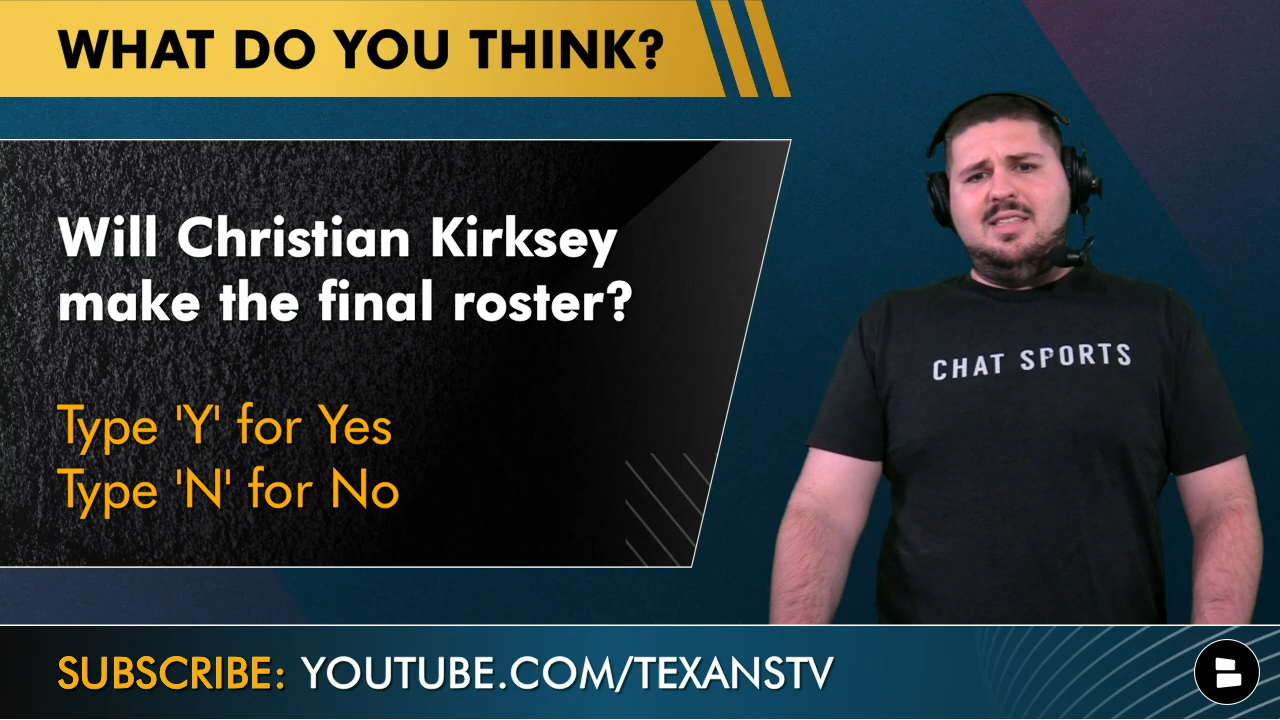 WHAT DO YOU THINK?
Will Christian Kirksey
make the final roster?
Type 'Y' for Yes
Type 'N' for No
CHAT SPORTS
SUBSCRIBE: YOUTUBE.COM/TEXANSTV